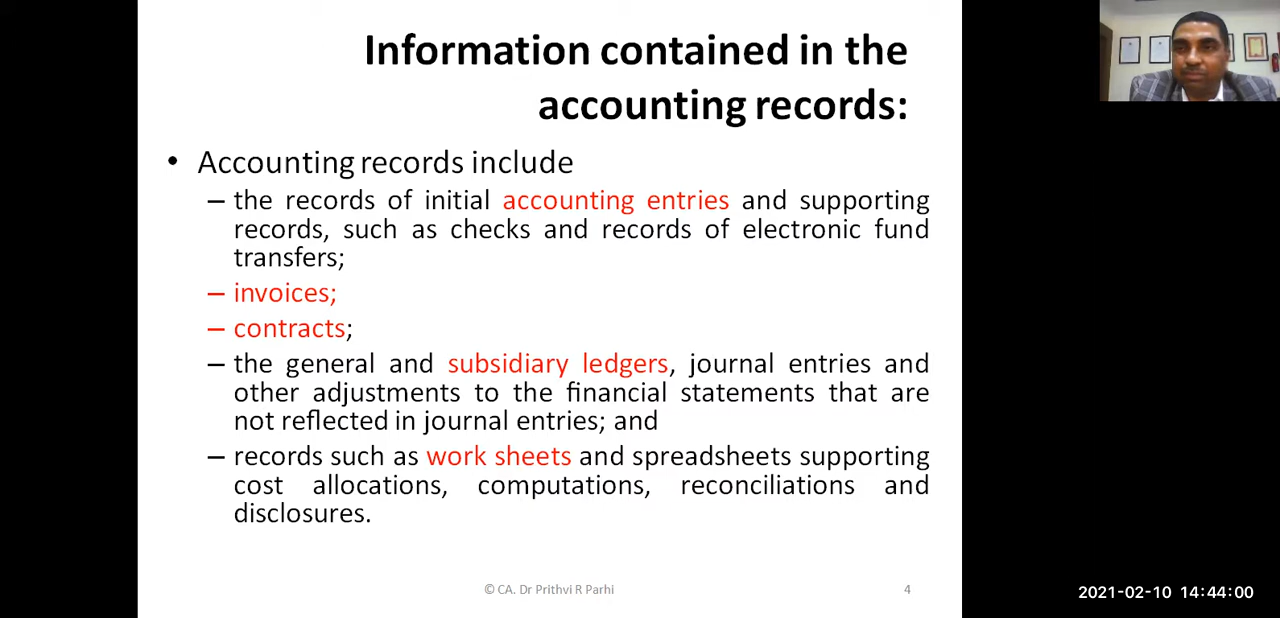 Information contained in the
accounting records:
• Accounting records include
– the records of initial accounting entries and supporting
records, such as checks and records of electronic fund
transfers;
– invoices;
– contracts;
– the general and subsidiary ledgers, journal entries and
other adjustments to the financial statements that are
not reflected in journal entries; and
– records such as work sheets and spreadsheets supporting
cost allocations, computations, reconciliations and
disclosures.
© CA. Dr Prithvi R Parhi
4
2021-02-10 14:44:00